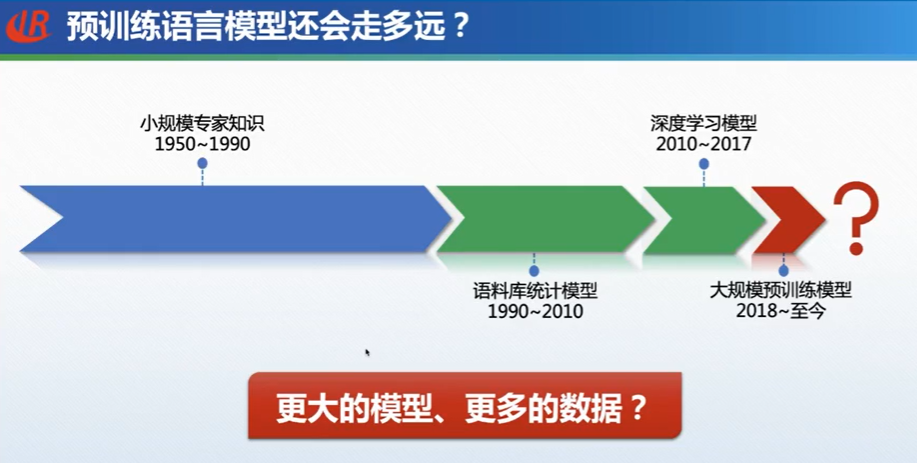 IR
预训练语言模型还会走多远？
小规模专家知识
1950~1990
深度学习模型
2010~2017
?
语料库统计模型
1990~2010
大规模预训练模型
2018~至今
更大的模型、更多的数据？